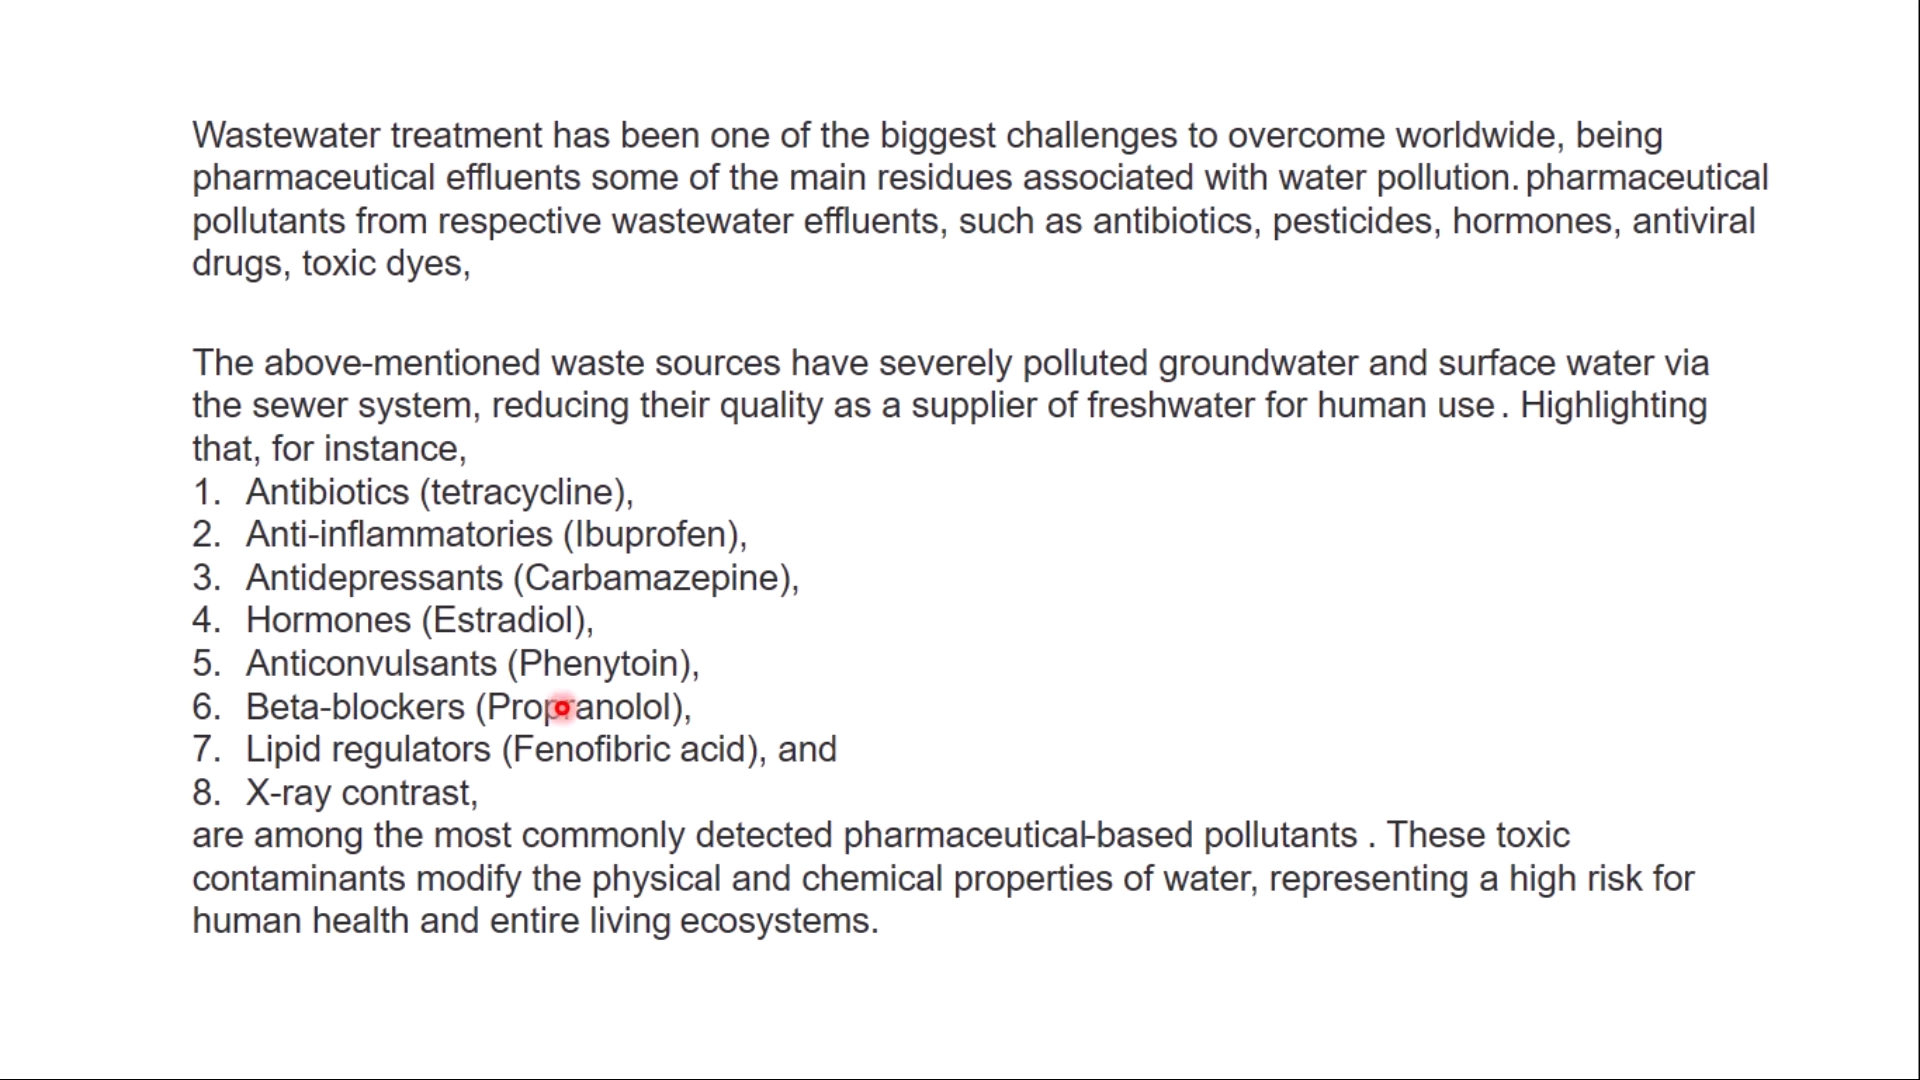 Wastewater treatment has been one of the biggest challenges to overcome worldwide, being
pharmaceutical effluents some of the main residues associated with water pollution. pharmaceutical
pollutants from respective wastewater effluents, such as antibiotics, pesticides, hormones, antiviral
drugs, toxic dyes,
The above-mentioned waste sources have severely polluted groundwater and surface water via
the sewer system, reducing their quality as a supplier of freshwater for human use . Highlighting
that, for instance,
1. Antibiotics (tetracycline),
2. Anti-inflammatories (Ibuprofen),
3. Antidepressants (Carbamazepine),
4. Hormones (Estradiol),
5. Anticonvulsants (Phenytoin),
6. Beta-blockers (Propranolol),
7. Lipid regulators (Fenofibric acid), and
8. X-ray contrast,
are among the most commonly detected pharmaceutical-based pollutants . These toxic
contaminants modify the physical and chemical properties of water, representing a high risk for
human health and entire living ecosystems.